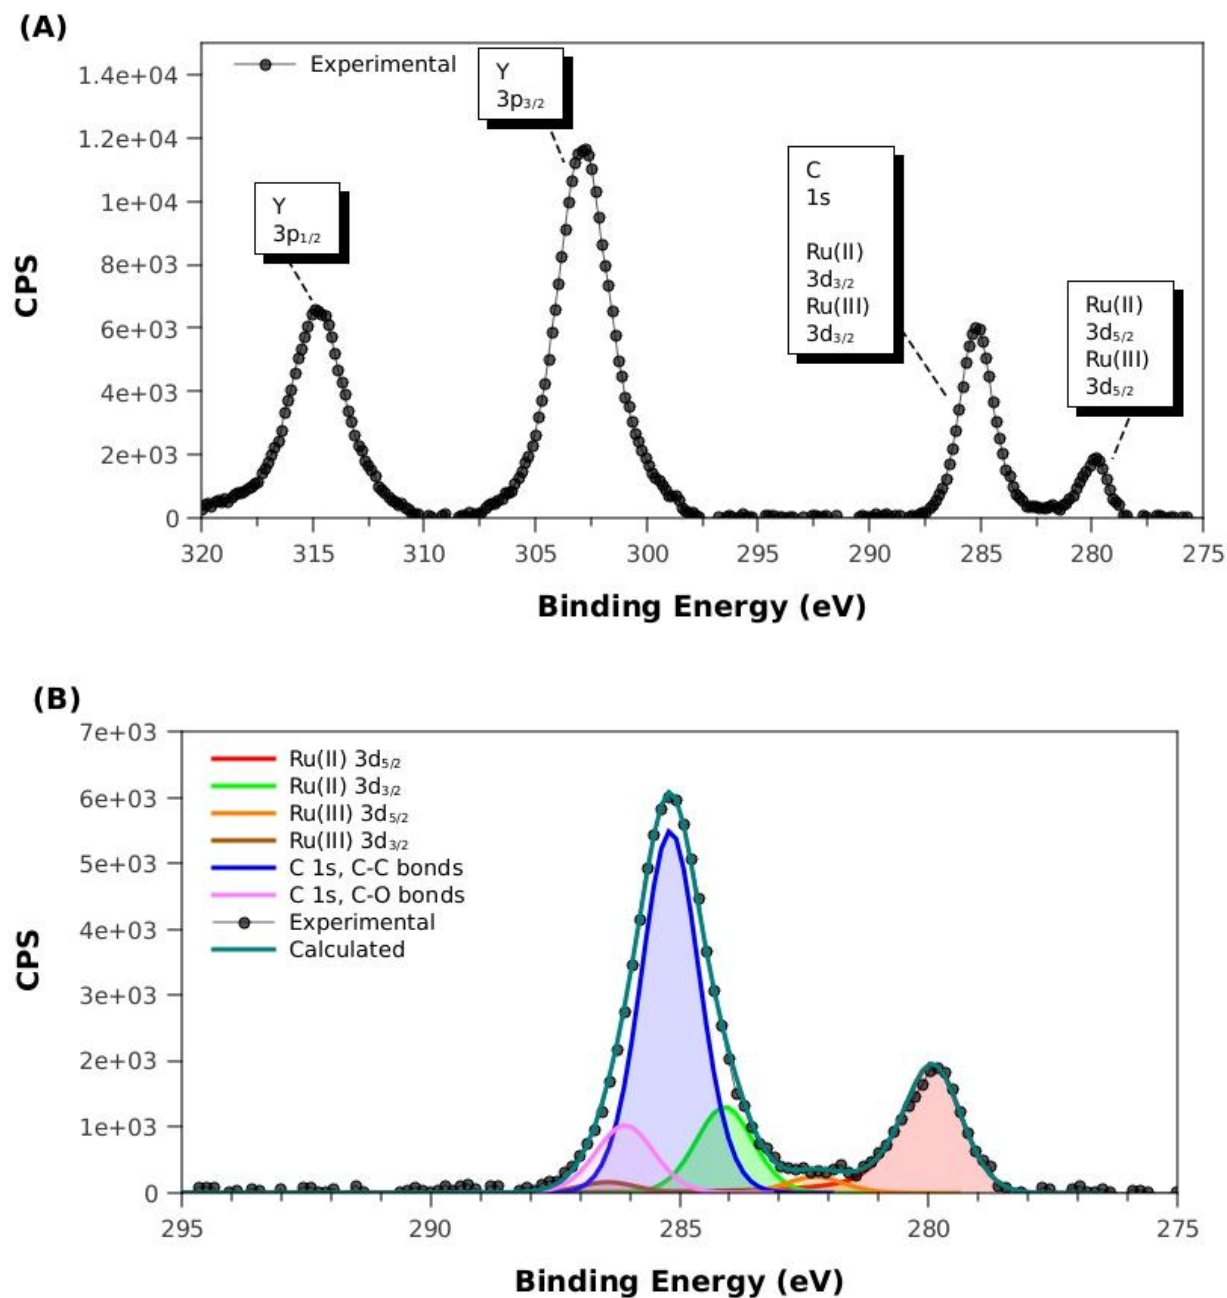 (A)
Experimental
Y
3p₃/₂
Y
3p₁/₂
C
1s
Ru(II)
3d₃/₂
Ru(III)
3d₃/₂
Ru(II)
3d₅/₂
Ru(III)
3d₅/₂
CPS
1.4e+04
1.2e+04
1e+04
8e+03
6e+03
4e+03
2e+03
0
320 315 310 305 300 295 290 285 280 275
Binding Energy (eV)
(B)
CPS
7e+03
6e+03
5e+03
4e+03
3e+03
2e+03
1e+03
0
Ru(II) 3d₅/₂
Ru(II) 3d₃/₂
Ru(III) 3d₅/₂
Ru(III) 3d₃/₂
C 1s, C-C bonds
C 1s, C-O bonds
Experimental
Calculated
295 290 285 280 275
Binding Energy (eV)